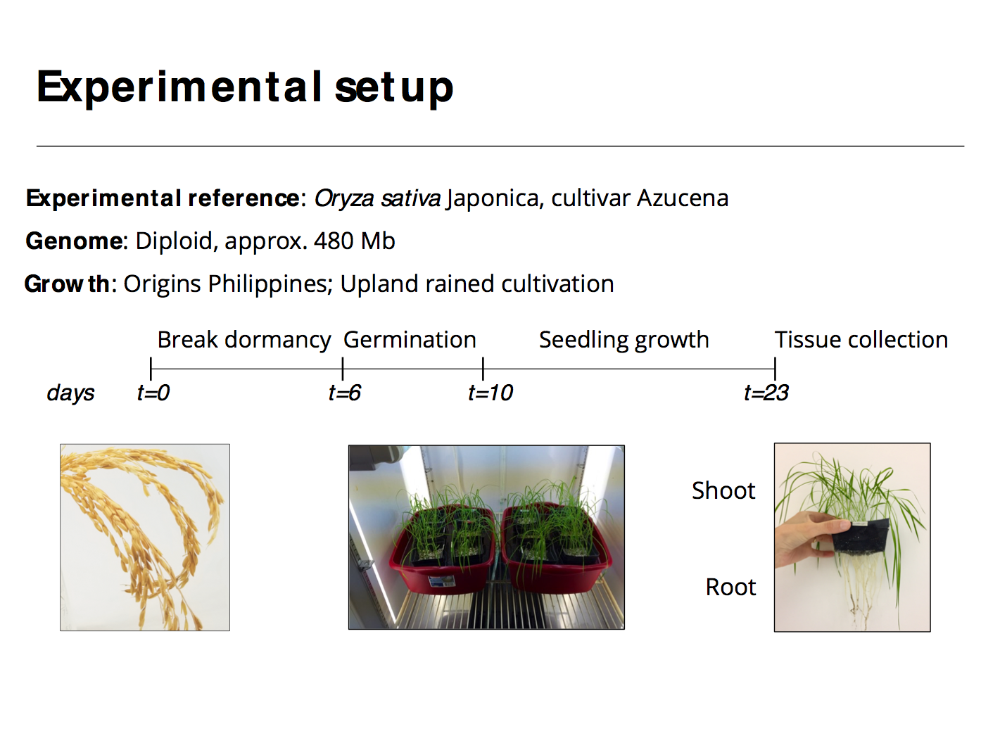 Experimental setup
Experimental reference: Oryza sativa Japonica, cultivar Azucena
Genome: Diploid, approx. 480 Mb
Growth: Origins Philippines; Upland rained cultivation
Break dormancy Germination Seedling growth Tissue collection
days t=0 t=6 t=10 t=23
Shoot
Root